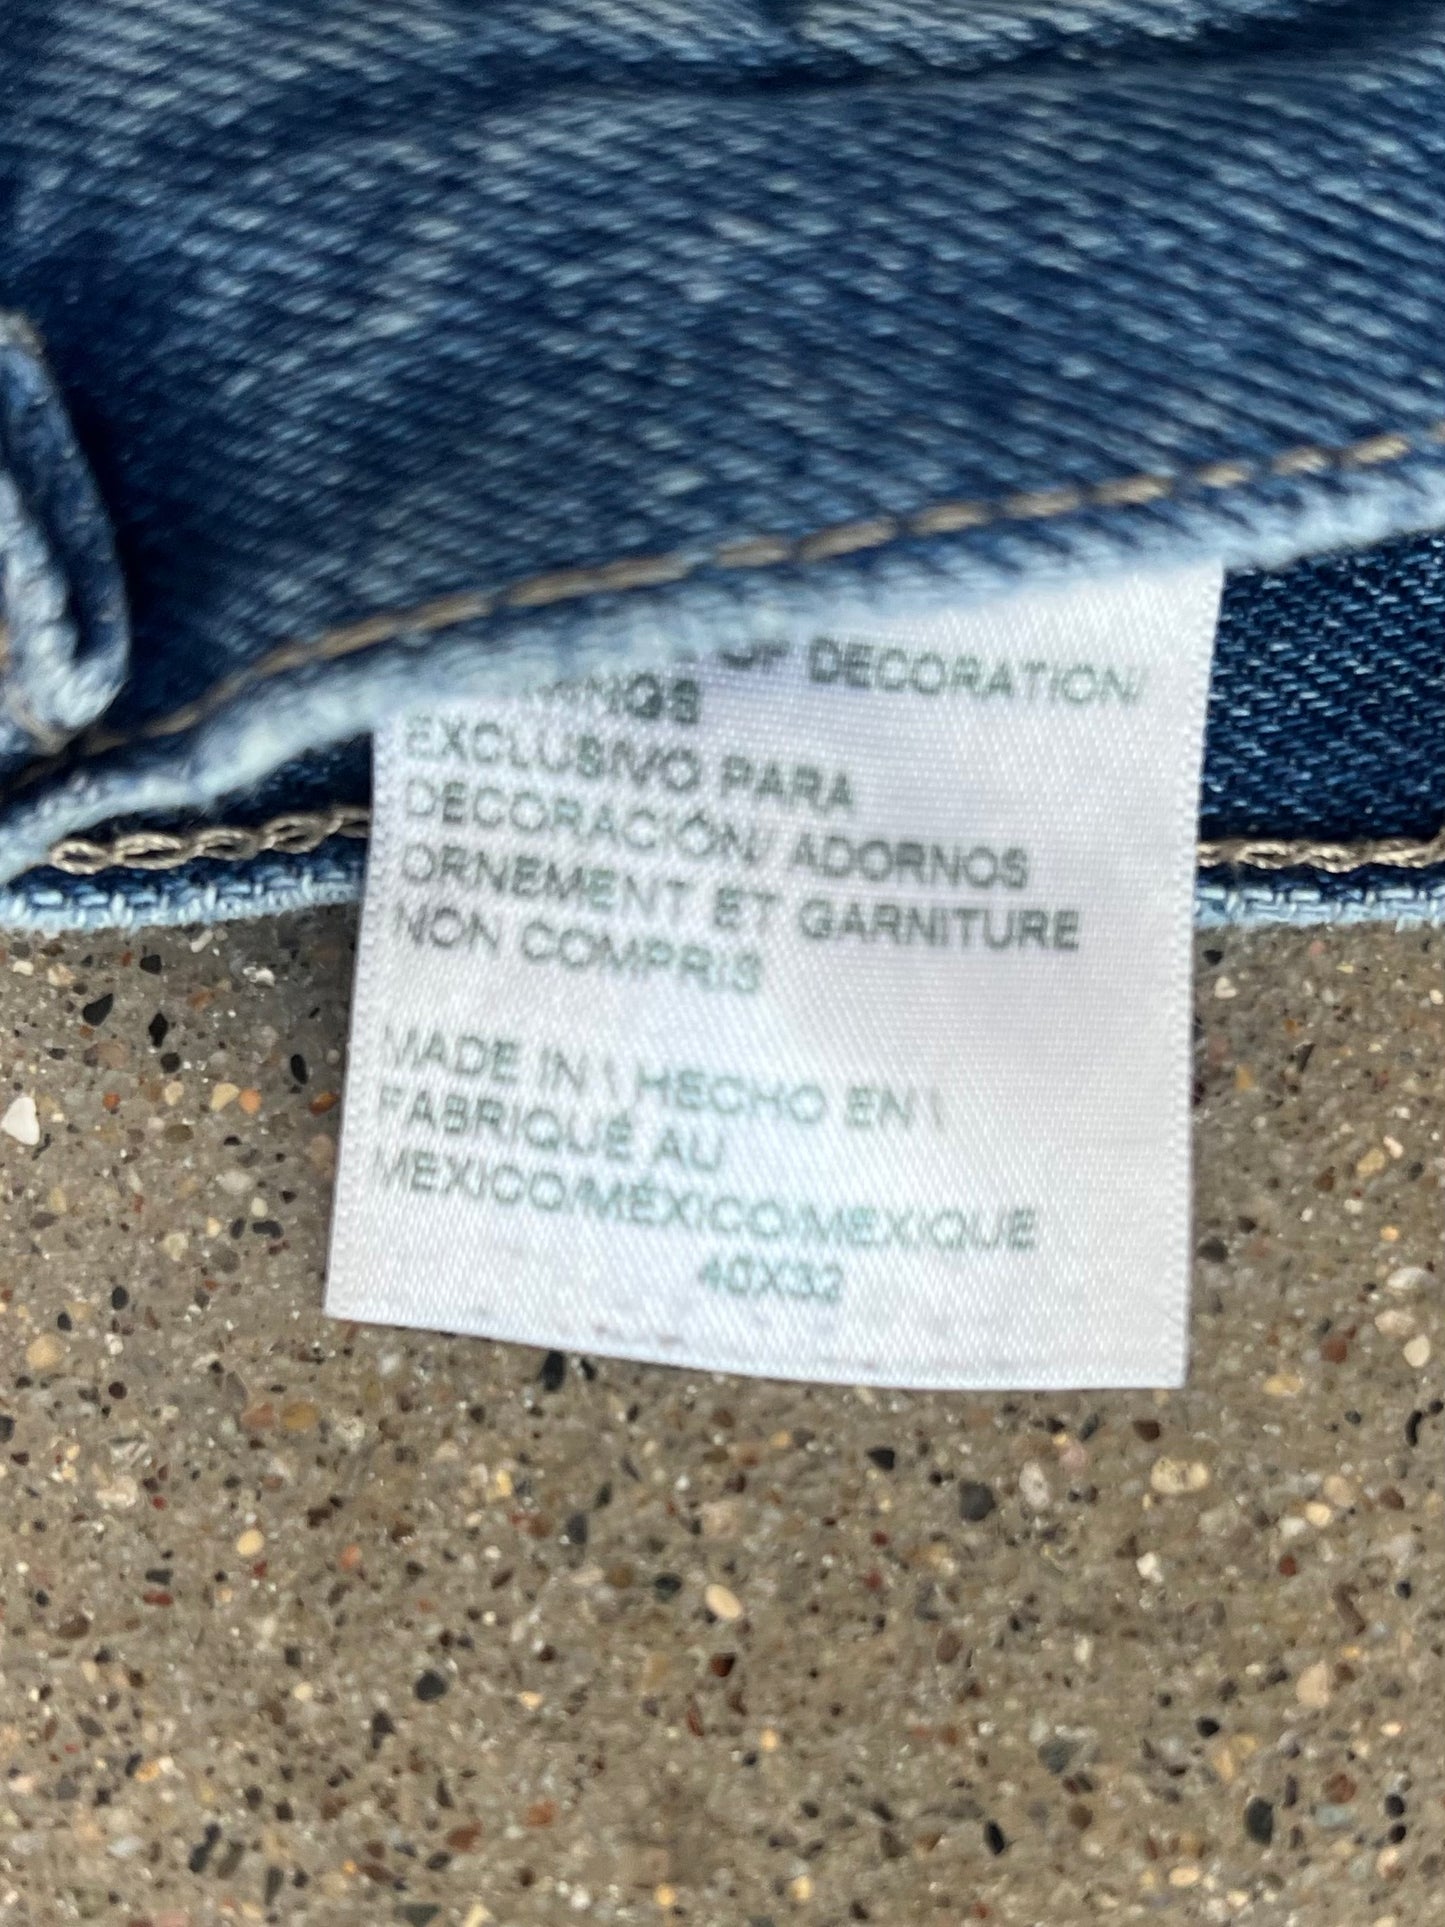 OF DECORATION/
EXCLUSIVO PARA
DECORACIÓN/ ADORNOS
ORNEMENT ET GARNITURE
NON COMPRIS
MADE IN \ HECHO EN \
FABRIQUÉ AU
MEXICO/MÉXICO/MEXIQUE
40X32